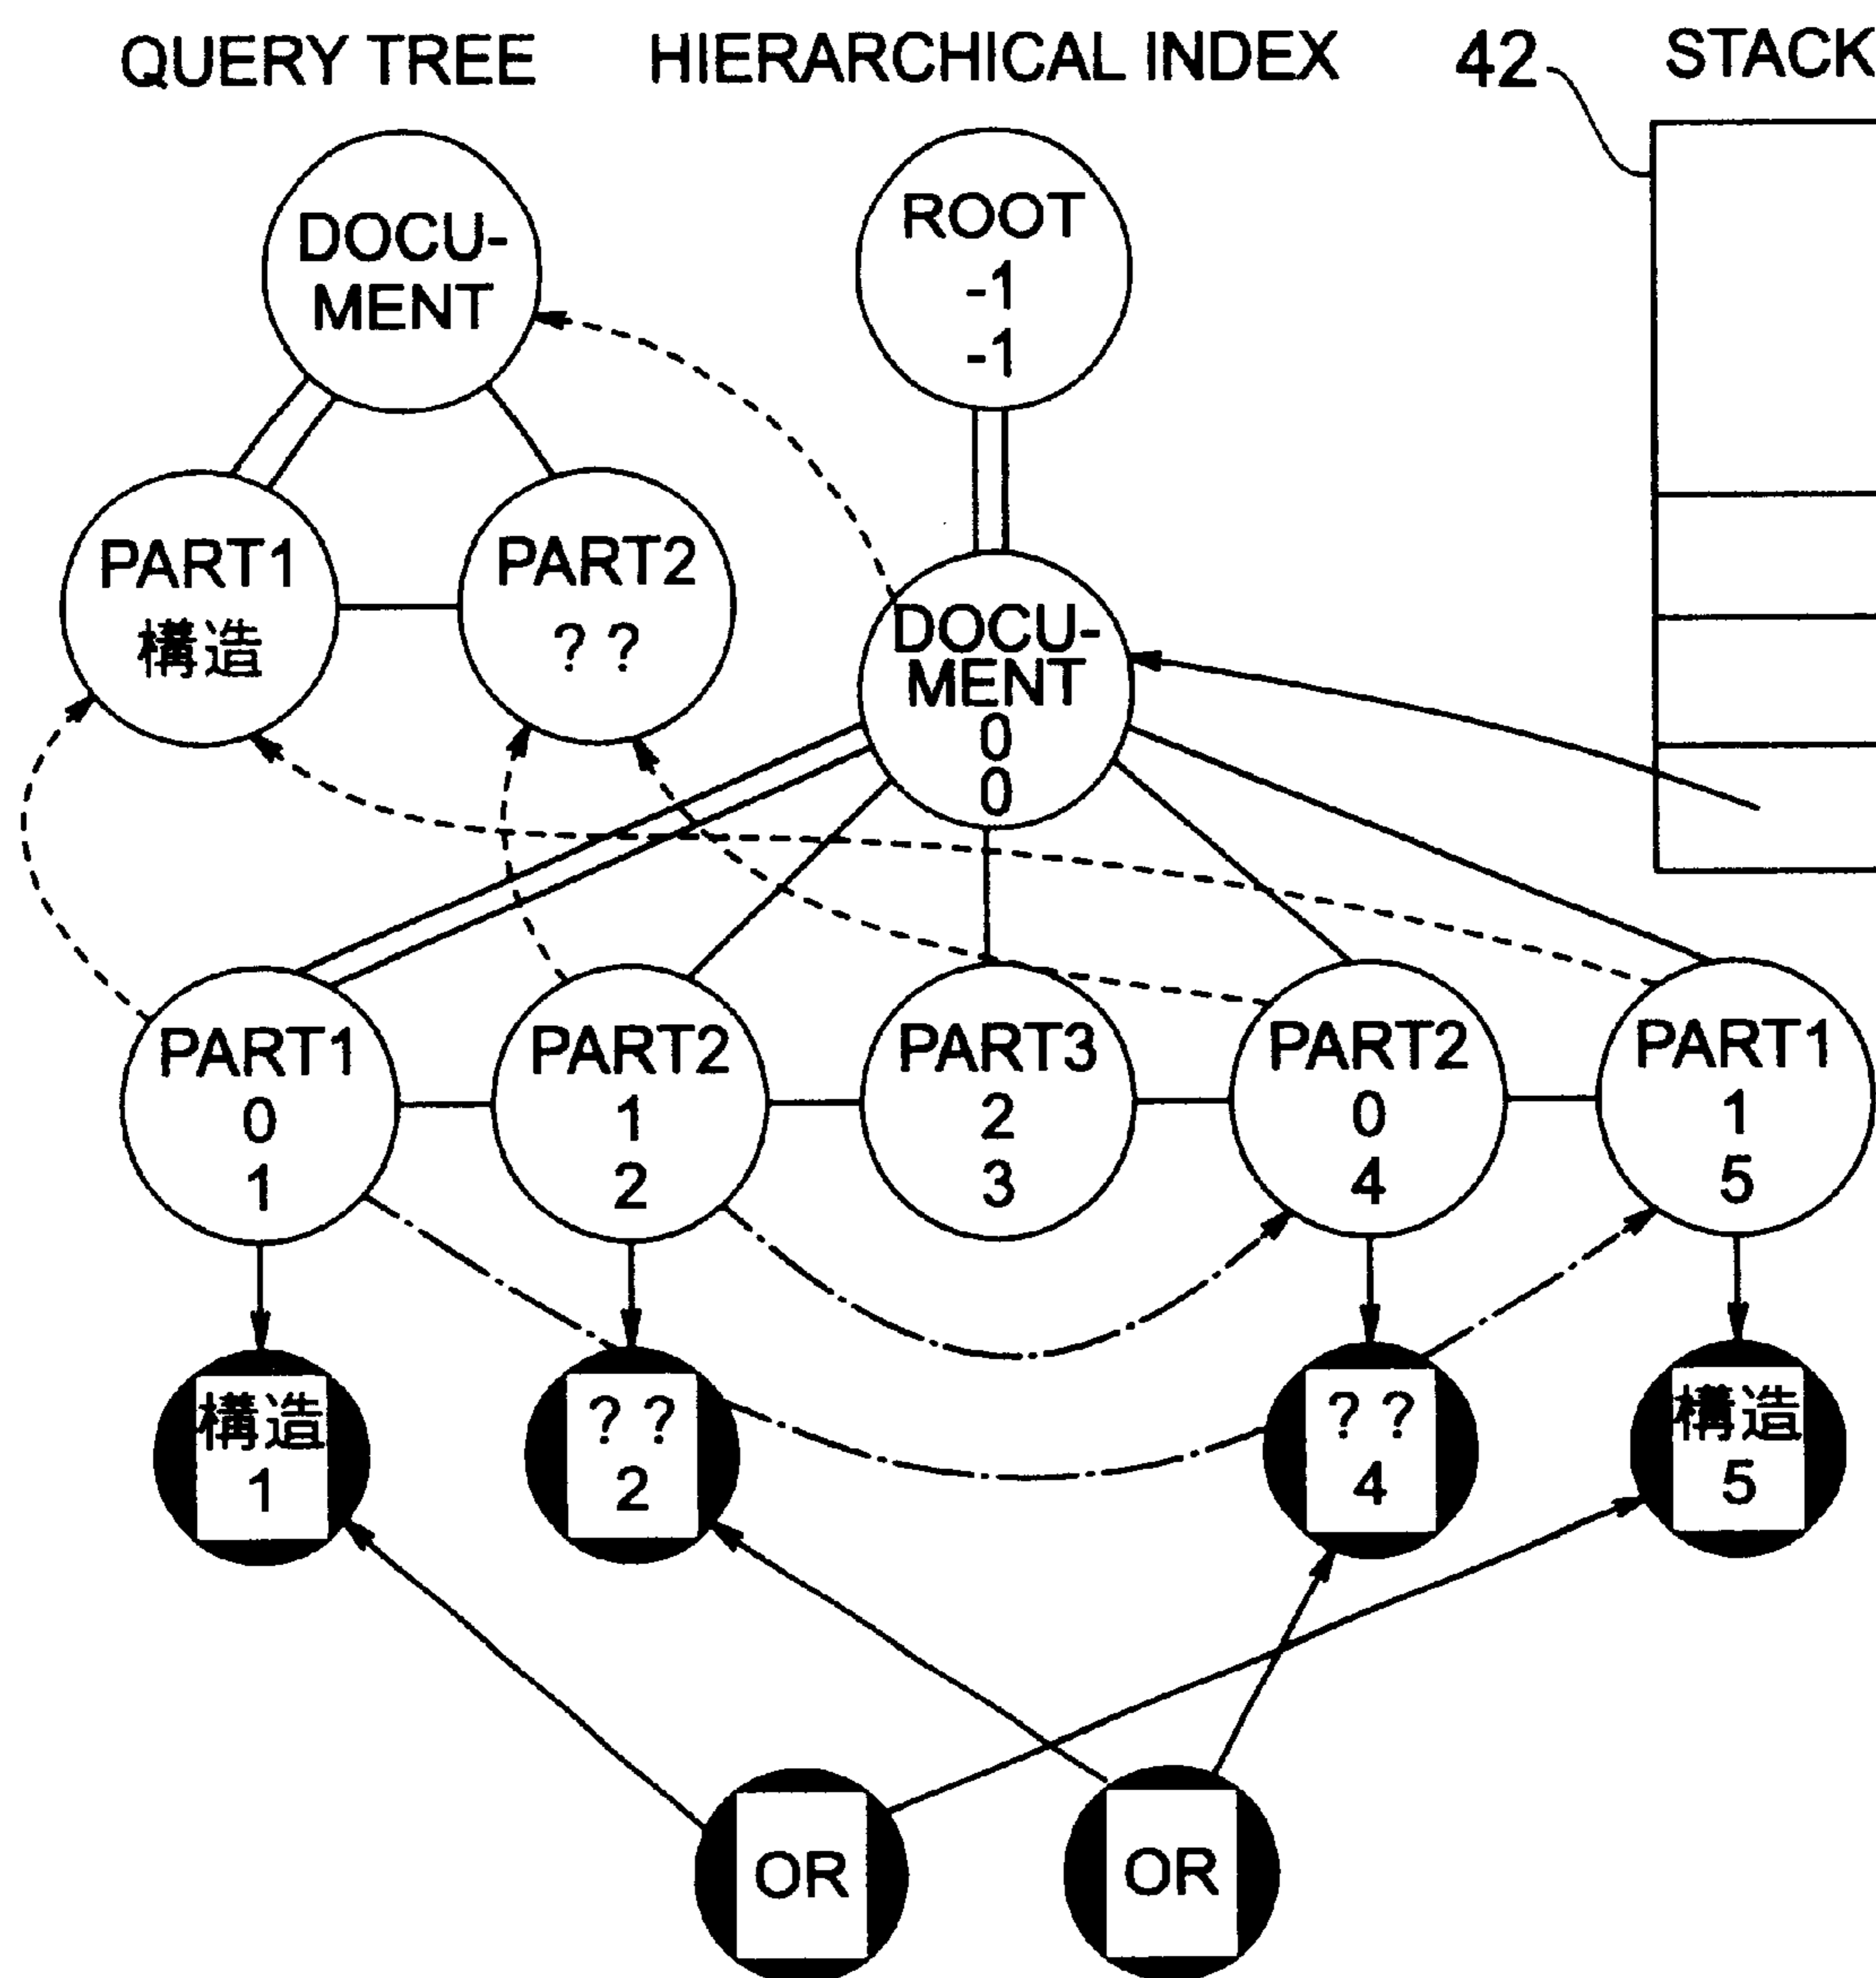 QUERY TREE
HIERARCHICAL INDEX
42
STACK
DOCU-
MENT
ROOT
-1
-1
PART1
構造
PART2
? ?
DOCU-
MENT
0
0
PART1
0
1
PART2
1
2
PART3
2
3
PART2
0
4
PART1
1
5
構造
1
? ?
2
? ?
4
構造
5
OR
OR